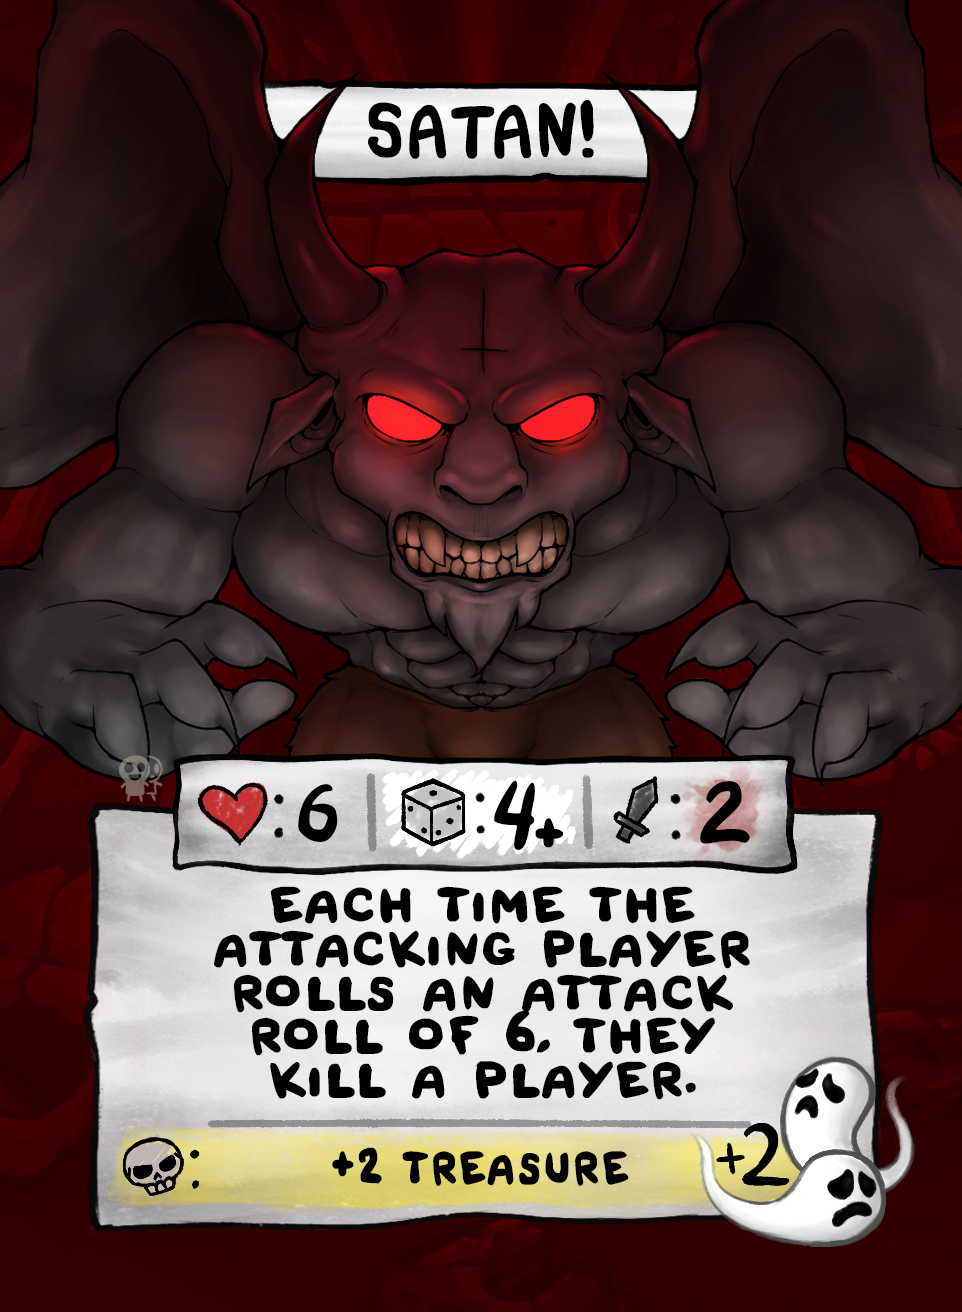 SATAN!
: 6 : 4+ : 2
EACH TIME THE
ATTACKING PLAYER
ROLLS AN ATTACK
ROLL OF 6, THEY
KILL A PLAYER.
: +2 TREASURE +2